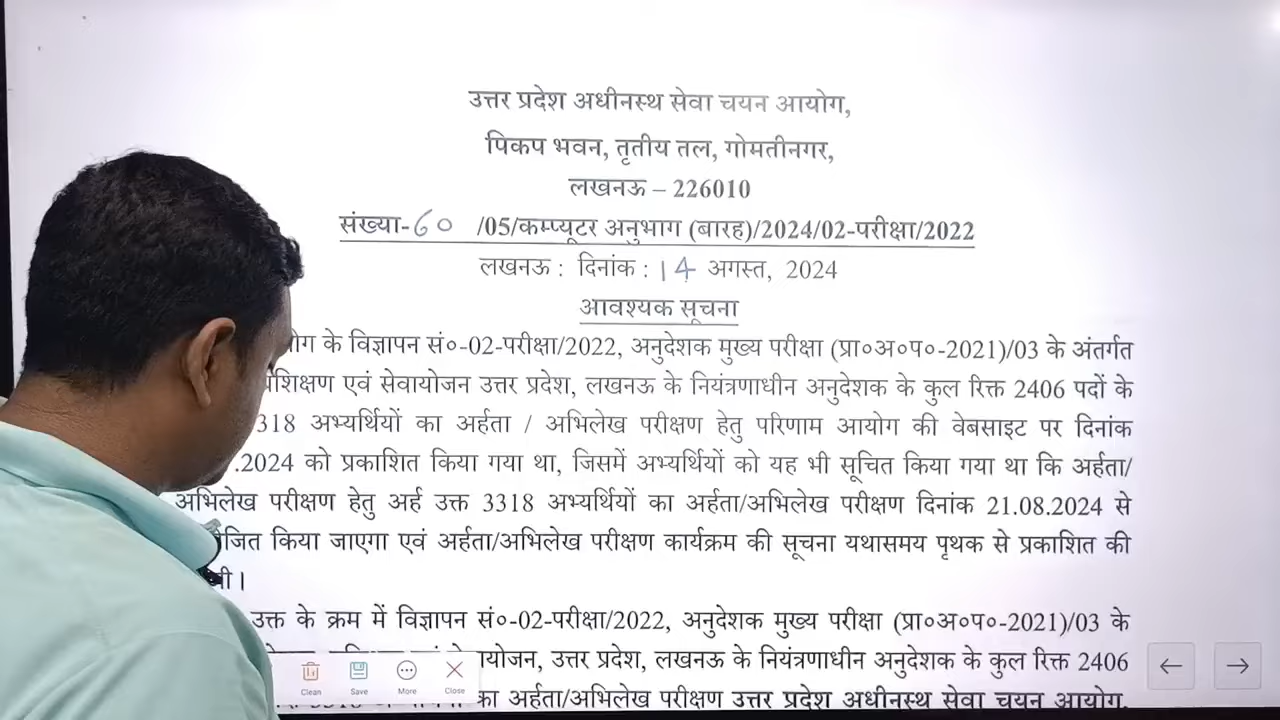 उत्तर प्रदेश अधीनस्थ सेवा चयन आयोग,
पिकप भवन, तृतीय तल, गोमतीनगर,
लखनऊ – 226010
संख्या-60 /05/कम्प्यूटर अनुभाग (बारह)/2024/02-परीक्षा/2022
लखनऊ : दिनांक : 14 अगस्त, 2024
आवश्यक सूचना
के विज्ञापन सं०-02-परीक्षा/2022, अनुदेशक मुख्य परीक्षा (प्रा०अ०प०-2021)/03 के अंतर्गत
एवं सेवायोजन उत्तर प्रदेश, लखनऊ के नियंत्रणाधीन अनुदेशक के कुल रिक्त 2406 पदों के
318 अभ्यर्थियों का अर्हता / अभिलेख परीक्षण हेतु परिणाम आयोग की वेबसाइट पर दिनांक
.2024 को प्रकाशित किया गया था, जिसमें अभ्यर्थियों को यह भी सूचित किया गया था कि अर्हता/
अभिलेख परीक्षण हेतु अर्ह उक्त 3318 अभ्यर्थियों का अर्हता/अभिलेख परीक्षण दिनांक 21.08.2024 से
किया जाएगा एवं अर्हता/अभिलेख परीक्षण कार्यक्रम की सूचना यथासमय पृथक से प्रकाशित की
उक्त के क्रम में विज्ञापन सं०-02-परीक्षा/2022, अनुदेशक मुख्य परीक्षा (प्रा०अ०प०-2021)/03 के
उत्तर प्रदेश, लखनऊ के नियंत्रणाधीन अनुदेशक के कुल रिक्त 2406
का अर्हता/अभिलेख परीक्षण उत्तर प्रदेश अधीनस्थ सेवा चयन आयोग,
Clean Save More Close